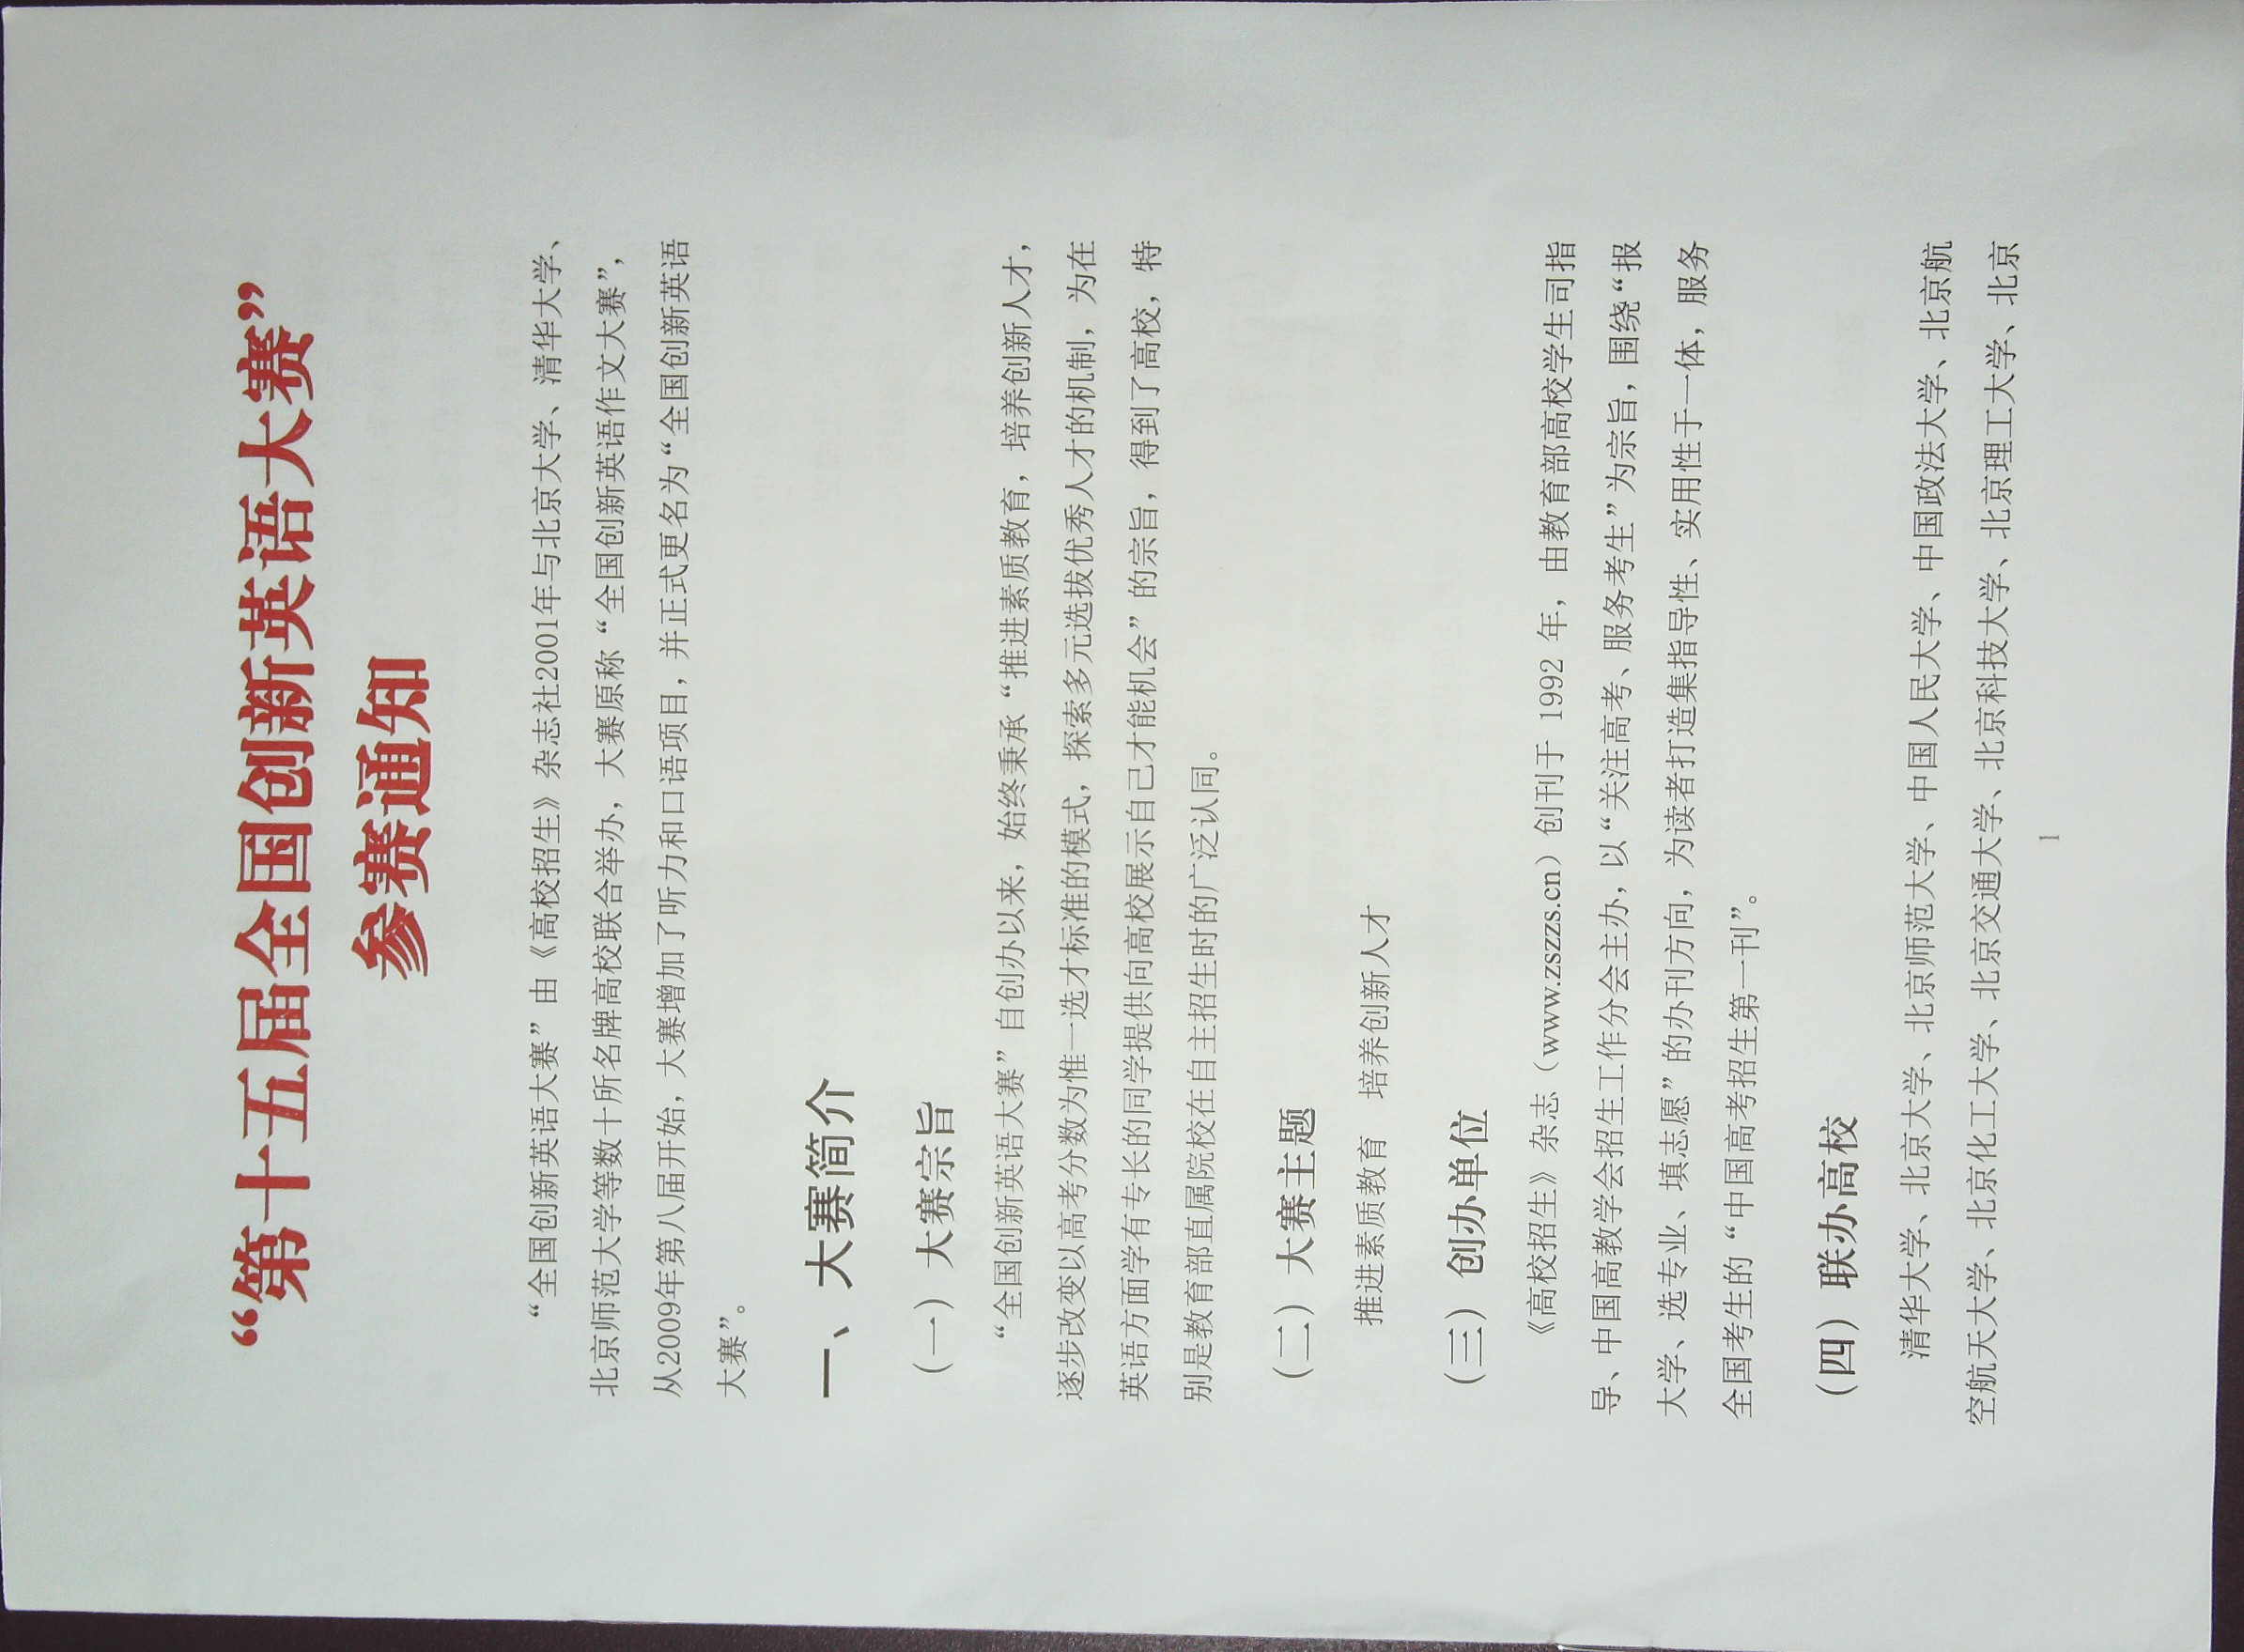 “第十五届全国创新英语大赛”
参赛通知
“全国创新英语大赛”由《高校招生》杂志社2001年与北京大学、清华大学、
北京师范大学等数十所名牌高校联合举办，大赛原称“全国创新英语作文大赛”，
从2009年第八届开始，大赛增加了听力和口语项目，并正式更名为“全国创新英语
大赛”。
一、大赛简介
（一）大赛宗旨
“全国创新英语大赛”自创办以来，始终秉承“推进素质教育，培养创新人才，
逐步改变以高考分数为惟一选才标准的模式，探索多元选拔优秀人才的机制，为在
英语方面学有专长的同学提供向高校展示自己才能机会”的宗旨，得到了高校，特
别是教育部直属院校在自主招生时的广泛认同。
（二）大赛主题
推进素质教育　培养创新人才
（三）创办单位
《高校招生》杂志（www.zszzs.cn）创刊于 1992 年，由教育部高校学生司指
导、中国高教学会招生工作分会主办，以“关注高考、服务考生”为宗旨，围绕“报
大学、选专业、填志愿”的办刊方向，为读者打造集指导性、实用性于一体，服务
全国考生的“中国高考招生第一刊”。
（四）联办高校
清华大学、北京大学、北京师范大学、中国人民大学、中国政法大学、北京航
空航天大学、北京化工大学、北京交通大学、北京科技大学、北京理工大学、北京
1